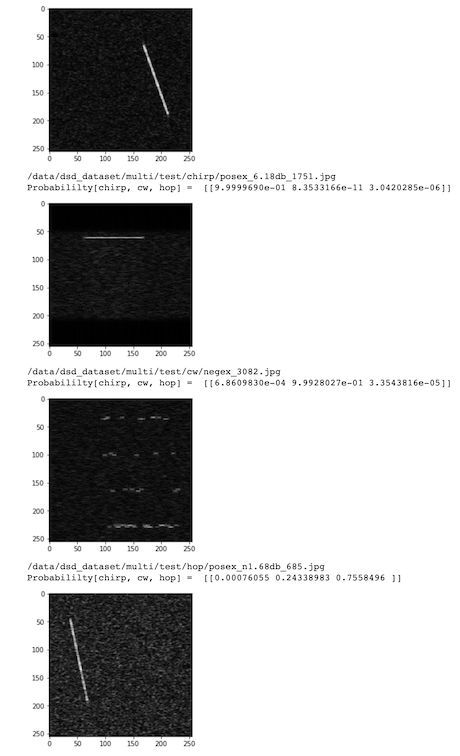 0
50
100
150
200
250
0 50 100 150 200 250
/data/dsd_dataset/multi/test/chirp/posex_6.18db_1751.jpg
Probabililty[chirp, cw, hop] =  [[9.9999690e-01 8.3533166e-11 3.0420285e-06]]
0
50
100
150
200
250
0 50 100 150 200 250
/data/dsd_dataset/multi/test/cw/negex_3082.jpg
Probabililty[chirp, cw, hop] =  [[6.8609830e-04 9.9928027e-01 3.3543816e-05]]
0
50
100
150
200
250
0 50 100 150 200 250
/data/dsd_dataset/multi/test/hop/posex_n1.68db_685.jpg
Probabililty[chirp, cw, hop] =  [[0.00076055 0.24338983 0.7558496 ]]
0
50
100
150
200
250
0 50 100 150 200 250